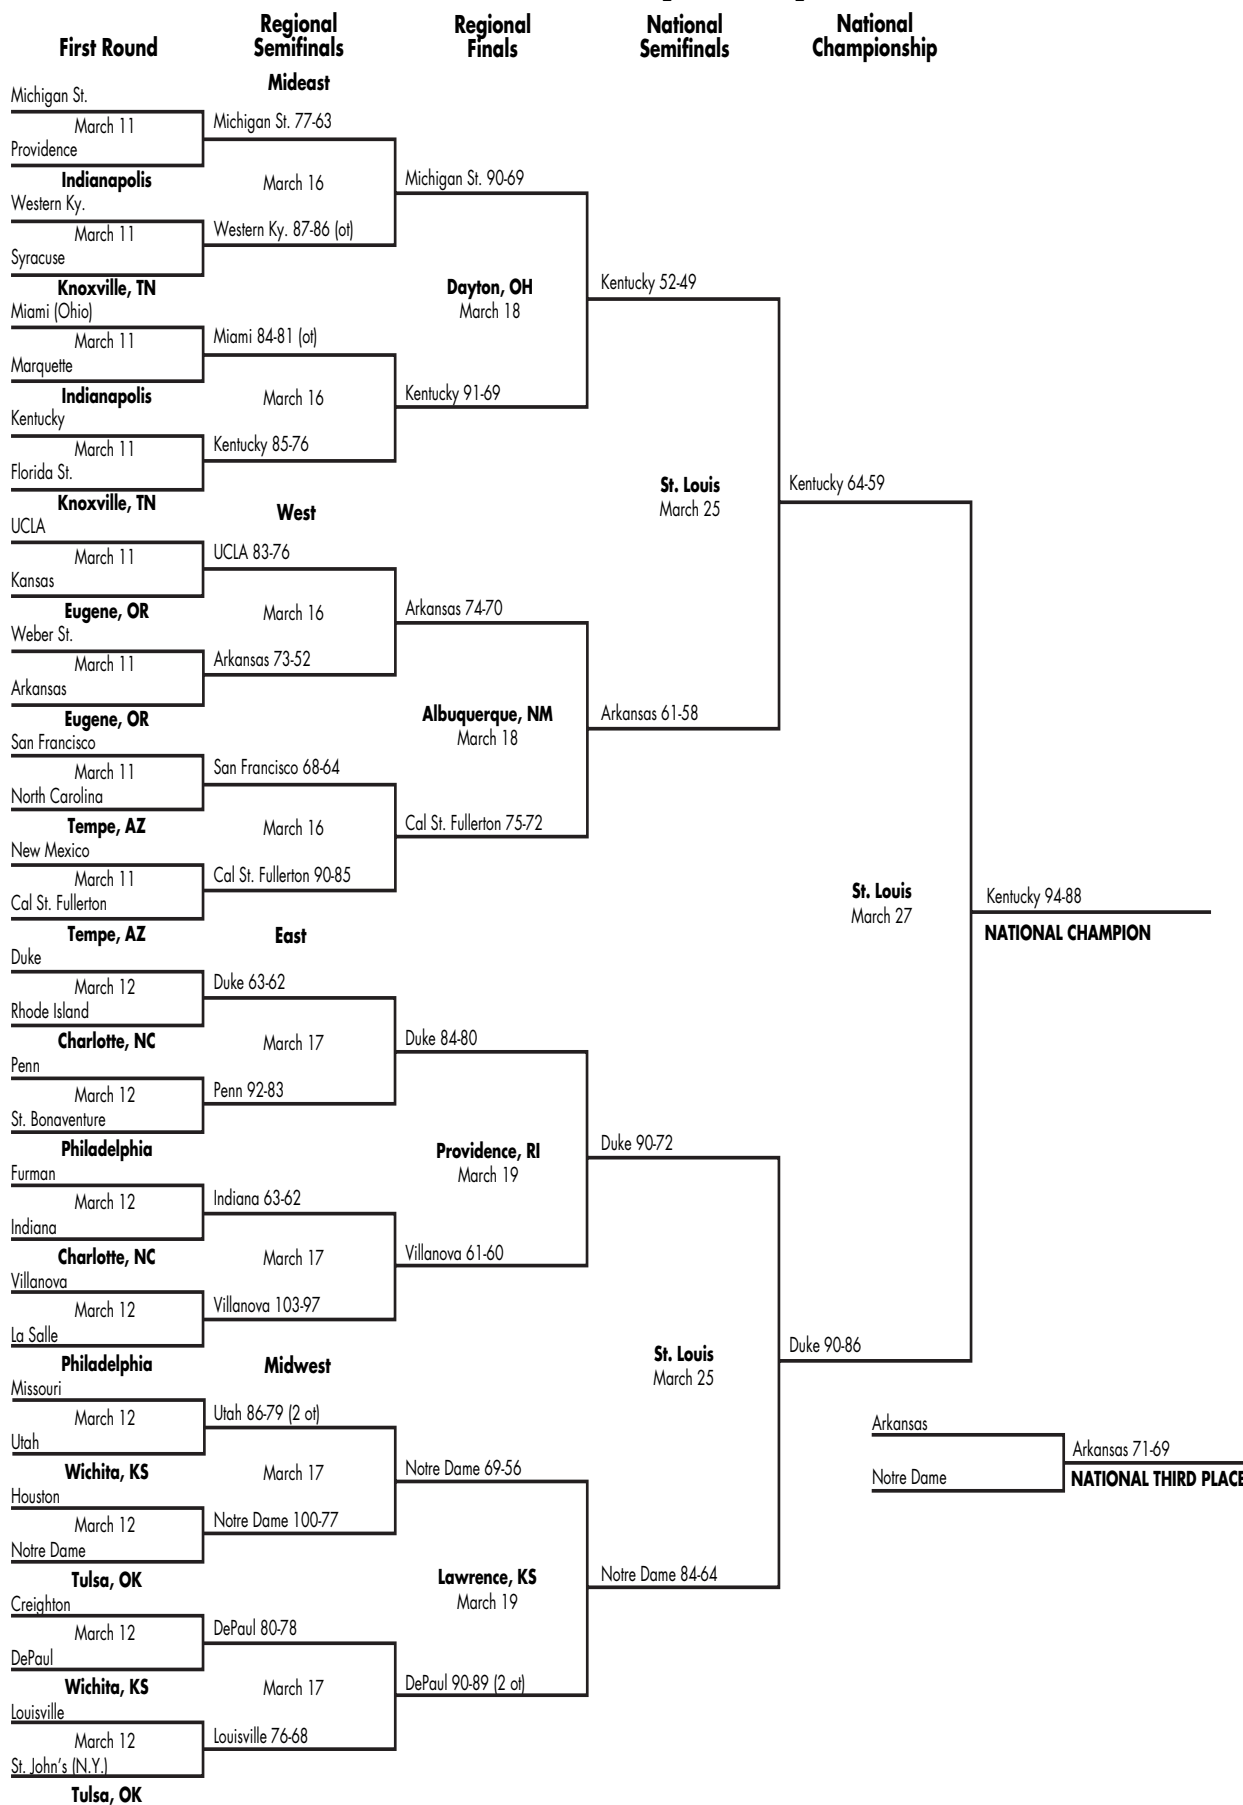 First Round
Regional
Semifinals
Regional
Finals
National
Semifinals
National
Championship
Mideast
Michigan St.
March 11
Providence
Indianapolis
Michigan St. 77-63
Western Ky.
March 11
Syracuse
Knoxville, TN
Western Ky. 87-86 (ot)
March 16
Michigan St. 90-69
Miami (Ohio)
March 11
Marquette
Indianapolis
Miami 84-81 (ot)
Kentucky
March 11
Florida St.
Knoxville, TN
Kentucky 85-76
March 16
Kentucky 91-69
Dayton, OH
March 18
Kentucky 52-49
West
UCLA
March 11
Kansas
Eugene, OR
UCLA 83-76
Weber St.
March 11
Arkansas
Eugene, OR
Arkansas 73-52
March 16
Arkansas 74-70
San Francisco
March 11
North Carolina
Tempe, AZ
San Francisco 68-64
New Mexico
March 11
Cal St. Fullerton
Tempe, AZ
Cal St. Fullerton 90-85
March 16
Cal St. Fullerton 75-72
Albuquerque, NM
March 18
Arkansas 61-58
St. Louis
March 25
Kentucky 64-59
East
Duke
March 12
Rhode Island
Charlotte, NC
Duke 63-62
Penn
March 12
St. Bonaventure
Philadelphia
Penn 92-83
March 17
Duke 84-80
Furman
March 12
Indiana
Charlotte, NC
Indiana 63-62
Villanova
March 12
La Salle
Philadelphia
Villanova 103-97
March 17
Villanova 61-60
Providence, RI
March 19
Duke 90-72
Midwest
Missouri
March 12
Utah
Wichita, KS
Utah 86-79 (2 ot)
Houston
March 12
Notre Dame
Tulsa, OK
Notre Dame 100-77
March 17
Notre Dame 69-56
Creighton
March 12
DePaul
Wichita, KS
DePaul 80-78
Louisville
March 12
St. John's (N.Y.)
Tulsa, OK
Louisville 76-68
March 17
DePaul 90-89 (2 ot)
Lawrence, KS
March 19
Notre Dame 84-64
St. Louis
March 25
Duke 90-86
St. Louis
March 27
Kentucky 94-88
NATIONAL CHAMPION
Arkansas
Notre Dame
Arkansas 71-69
NATIONAL THIRD PLACE